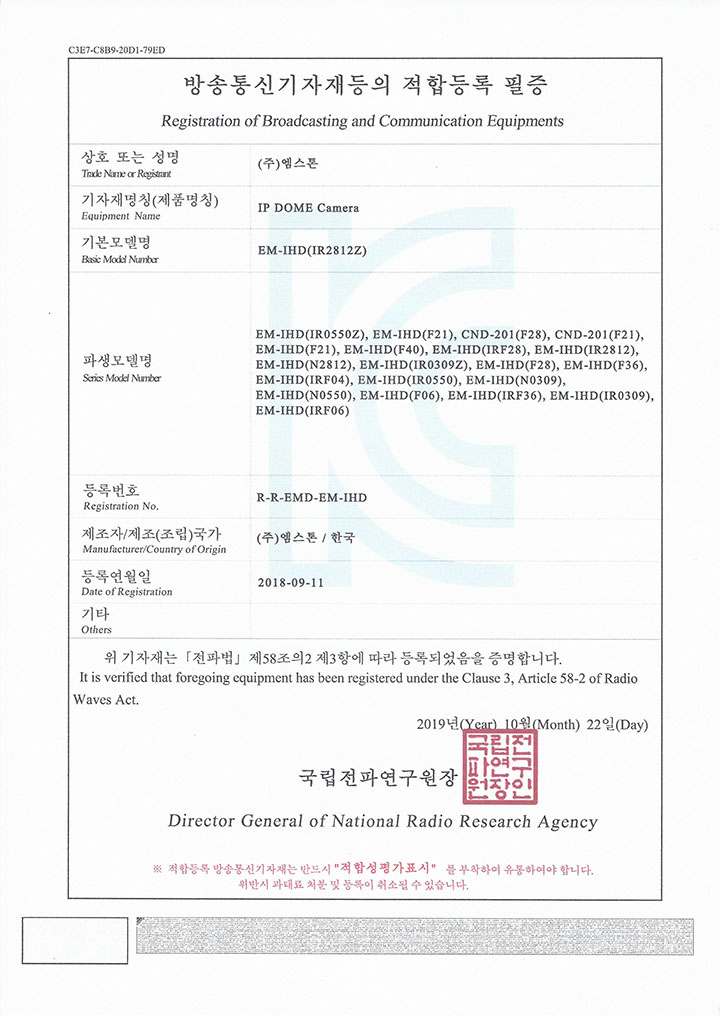 C3E7-C8B9-20D1-79ED
방송통신기자재등의 적합등록 필증
Registration of Broadcasting and Communication Equipments
상호 또는 성명
Trade Name or Registrant
(주)엠스톤
기자재명칭(제품명칭)
Equipment Name
IP DOME Camera
기본모델명
Basic Model Number
EM-IHD(IR2812Z)
파생모델명
Series Model Number
EM-IHD(IR0550Z), EM-IHD(F21), CND-201(F28), CND-201(F21),
EM-IHD(F21), EM-IHD(F40), EM-IHD(IRF28), EM-IHD(IR2812),
EM-IHD(N2812), EM-IHD(IR0309Z), EM-IHD(F28), EM-IHD(F36),
EM-IHD(IRF04), EM-IHD(IR0550), EM-IHD(N0309),
EM-IHD(N0550), EM-IHD(F06), EM-IHD(IRF36), EM-IHD(IR0309),
EM-IHD(IRF06)
등록번호
Registration No.
R-R-EMD-EM-IHD
제조자/제조(조립)국가
Manufacturer/Country of Origin
(주)엠스톤 / 한국
등록연월일
Date of Registration
2018-09-11
기타
Others
위 기자재는「전파법」제58조의2 제3항에 따라 등록되었음을 증명합니다.
It is verified that foregoing equipment has been registered under the Clause 3, Article 58-2 of Radio
Waves Act.
2019년(Year) 10월(Month) 22일(Day)
국립전파연구원장
국립전
파연구
원장인
Director General of National Radio Research Agency
※ 적합등록 방송통신기자재는 반드시 "적합성평가표시" 를 부착하여 유통하여야 합니다.
위반시 과태료 처분 및 등록이 취소될 수 있습니다.